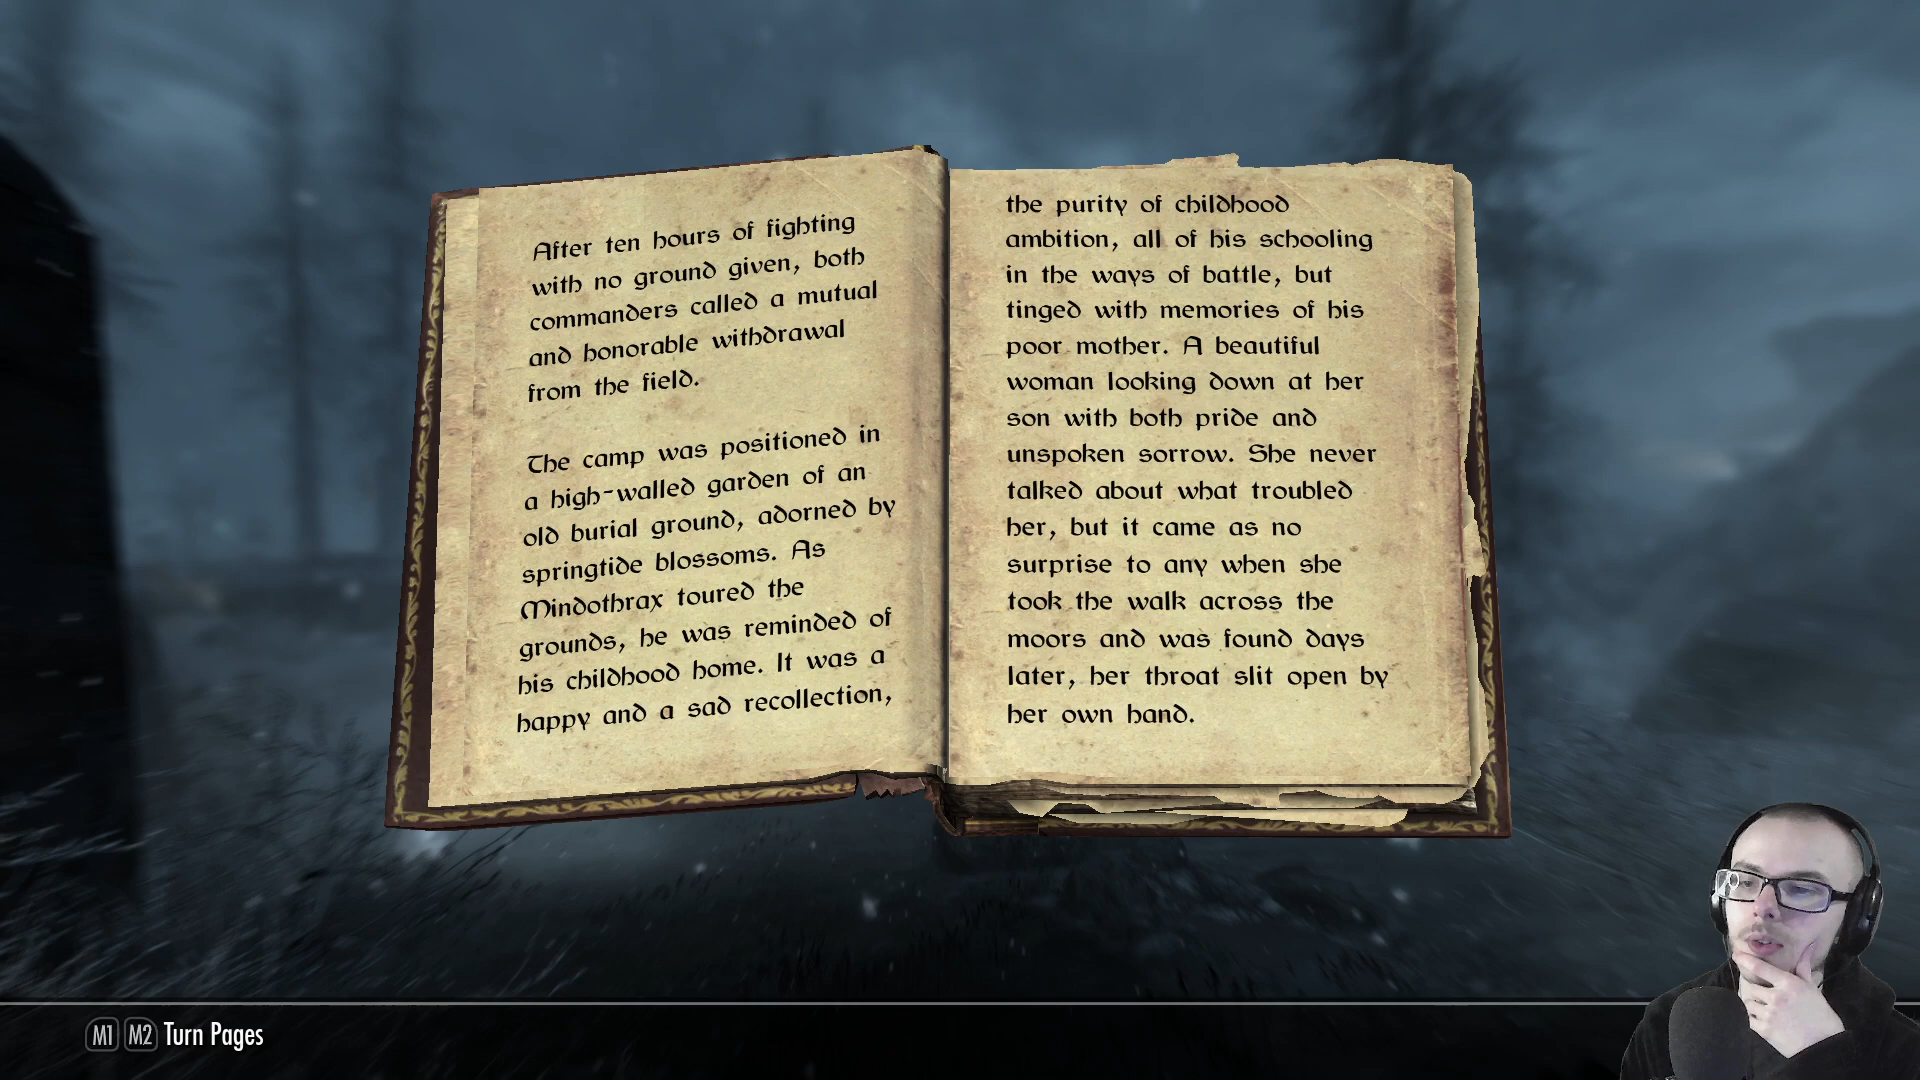 After ten hours of fighting
with no ground given, both
commanders called a mutual
and honorable withdrawal
from the field.
The camp was positioned in
a high-walled garden of an
old burial ground, adorned by
springtide blossoms. As
Mindothrax toured the
grounds, he was reminded of
his childhood home. It was a
happy and a sad recollection,
the purity of childhood
ambition, all of his schooling
in the ways of battle, but
tinged with memories of his
poor mother. A beautiful
woman looking down at her
son with both pride and
unspoken sorrow. She never
talked about what troubled
her, but it came as no
surprise to any when she
took the walk across the
moors and was found days
later, her throat slit open by
her own hand.
M1 M2 Turn Pages